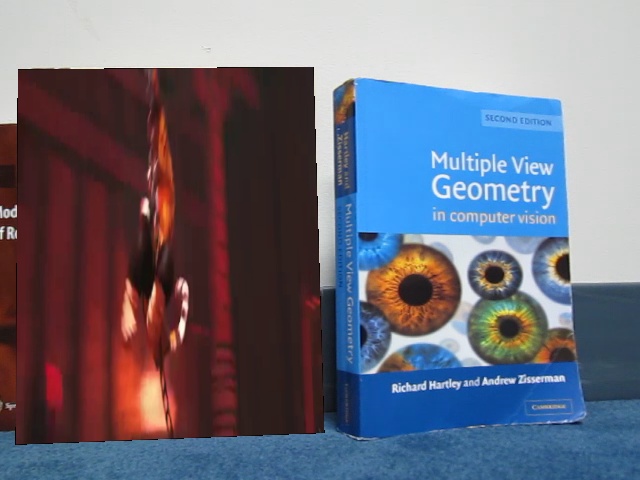 SECOND EDITION
Multiple View
Geometry
in computer vision
Richard Hartley and Andrew Zisserman
CAMBRIDGE
Hartley and
Zisserman
Multiple View Geometry